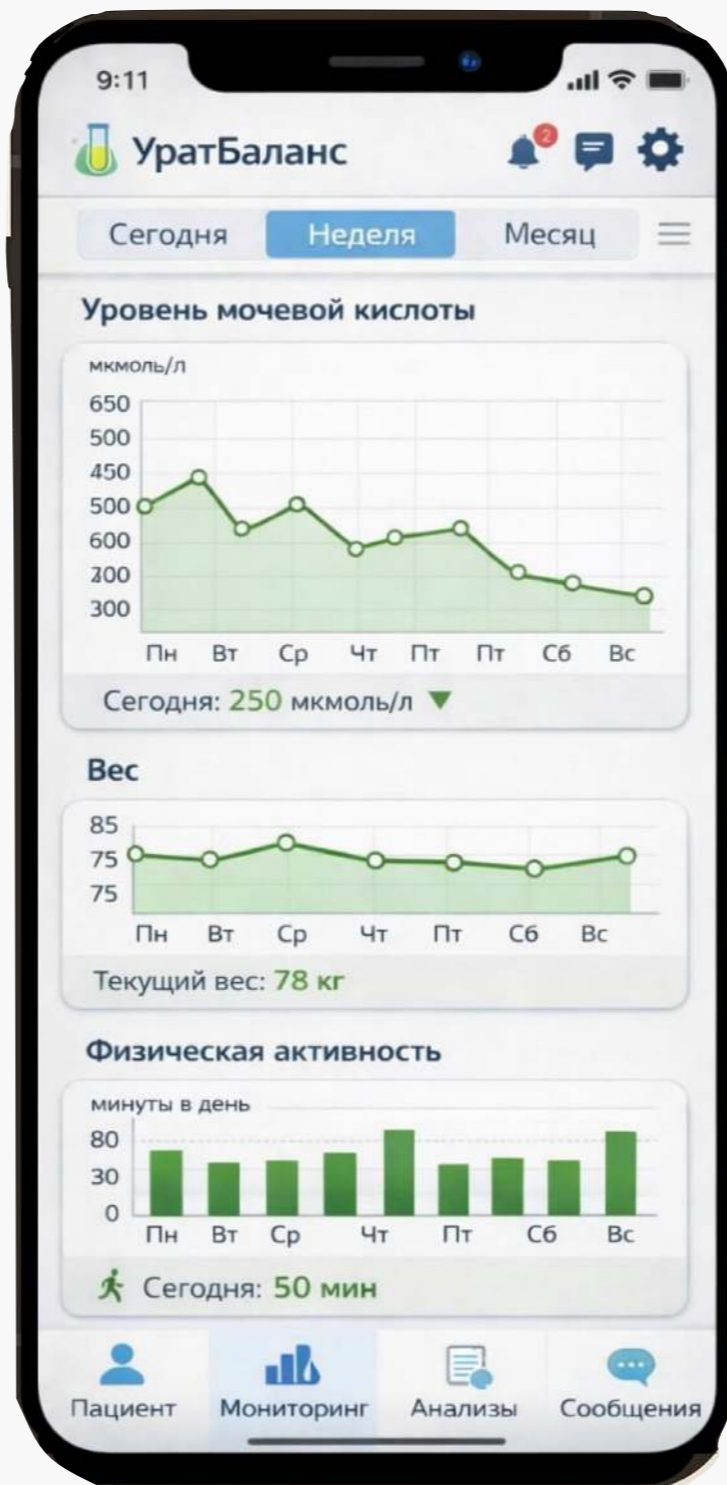 9:11
УратБаланс
2
Сегодня Неделя Месяц
Уровень мочевой кислоты
мкмоль/л
650
500
450
500
600
200
300
Пн Вт Ср Чт Пт Пт Сб Вс
Сегодня: 250 мкмоль/л
Вес
85
75
75
Пн Вт Ср Чт Пт Сб Вс
Текущий вес: 78 кг
Физическая активность
минуты в день
80
30
0
Пн Вт Ср Чт Пт Сб Вс
Сегодня: 50 мин
Пациент Мониторинг Анализы Сообщения